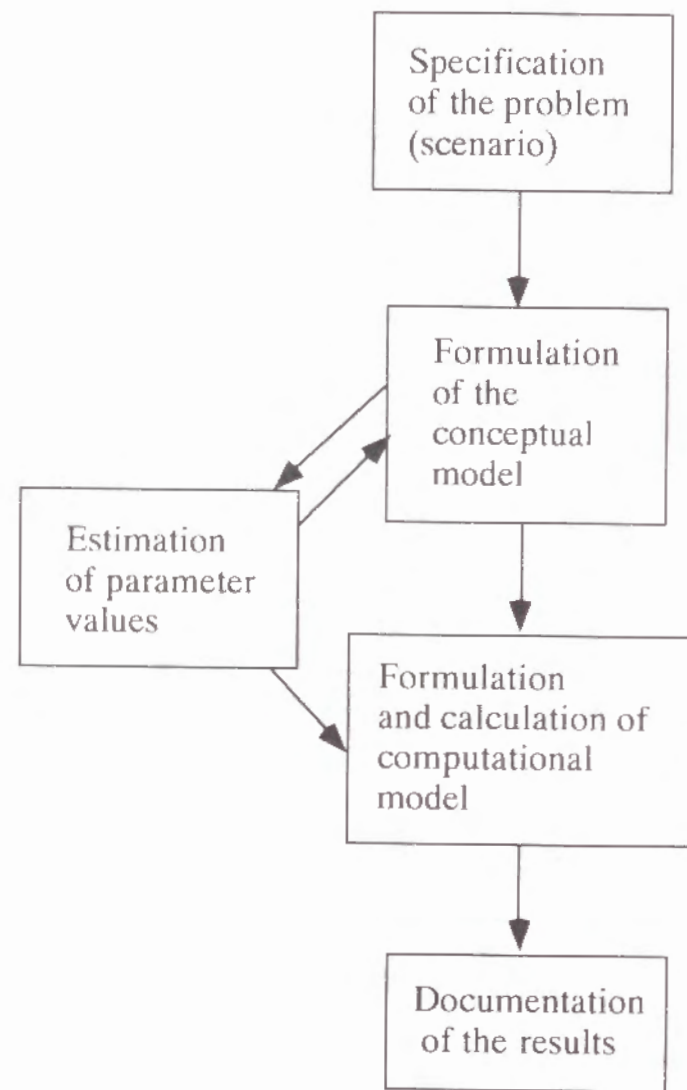 Specification
of the problem
(scenario)
Formulation
of the
conceptual
model
Estimation
of parameter
values
Formulation
and calculation of
computational
model
Documentation
of the results